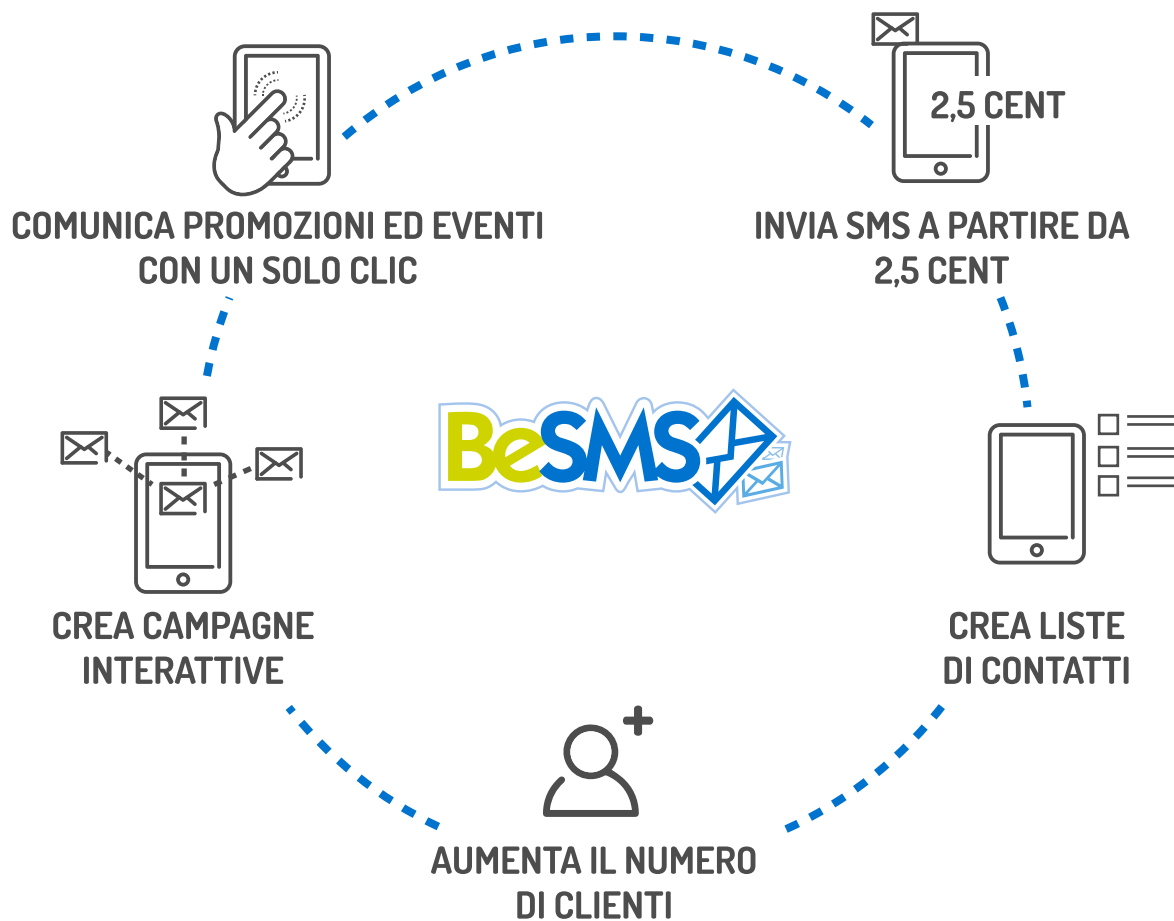 2,5 CENT
COMUNICA PROMOZIONI ED EVENTI
CON UN SOLO CLIC
INVIA SMS A PARTIRE DA
2,5 CENT
BeSMS
CREA CAMPAGNE
INTERATTIVE
CREA LISTE
DI CONTATTI
AUMENTA IL NUMERO
DI CLIENTI